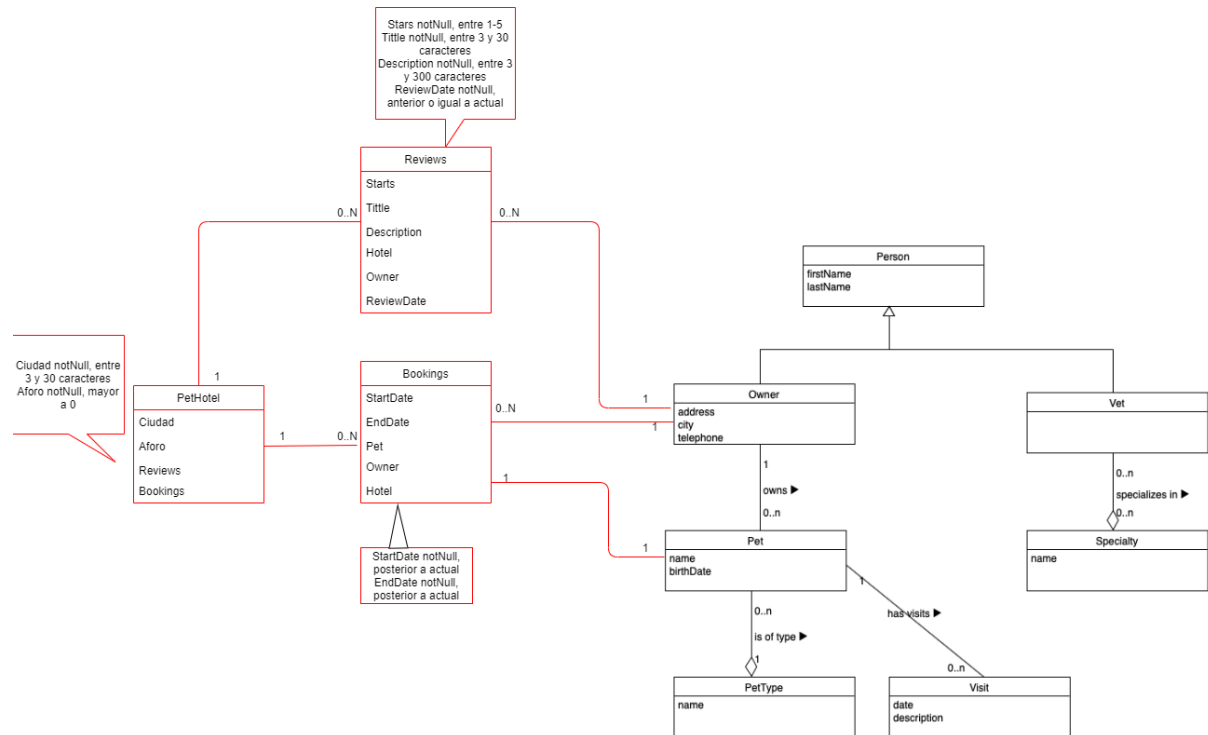 Stars notNull, entre 1-5
Tittle notNull, entre 3 y 30
caracteres
Description notNull, entre 3
y 300 caracteres
ReviewDate notNull,
anterior o igual a actual
Reviews
Starts
Tittle
Description
Hotel
Owner
ReviewDate
0..N
0..N
Person
firstName
lastName
Ciudad notNull, entre
3 y 30 caracteres
Aforo notNull, mayor
a 0
1
PetHotel
Ciudad
Aforo
Reviews
Bookings
1
0..N
Bookings
StartDate
EndDate
Pet
Owner
Hotel
0..N
1
1
1
1
StartDate notNull,
posterior a actual
EndDate notNull,
posterior a actual
Owner
address
city
telephone
Vet
1
owns ▶
0..n
0..n
specializes in ▶
0..n
Pet
name
birthDate
Specialty
name
0..n
is of type ▶
1
1
has visits ▶
0..n
PetType
name
Visit
date
description